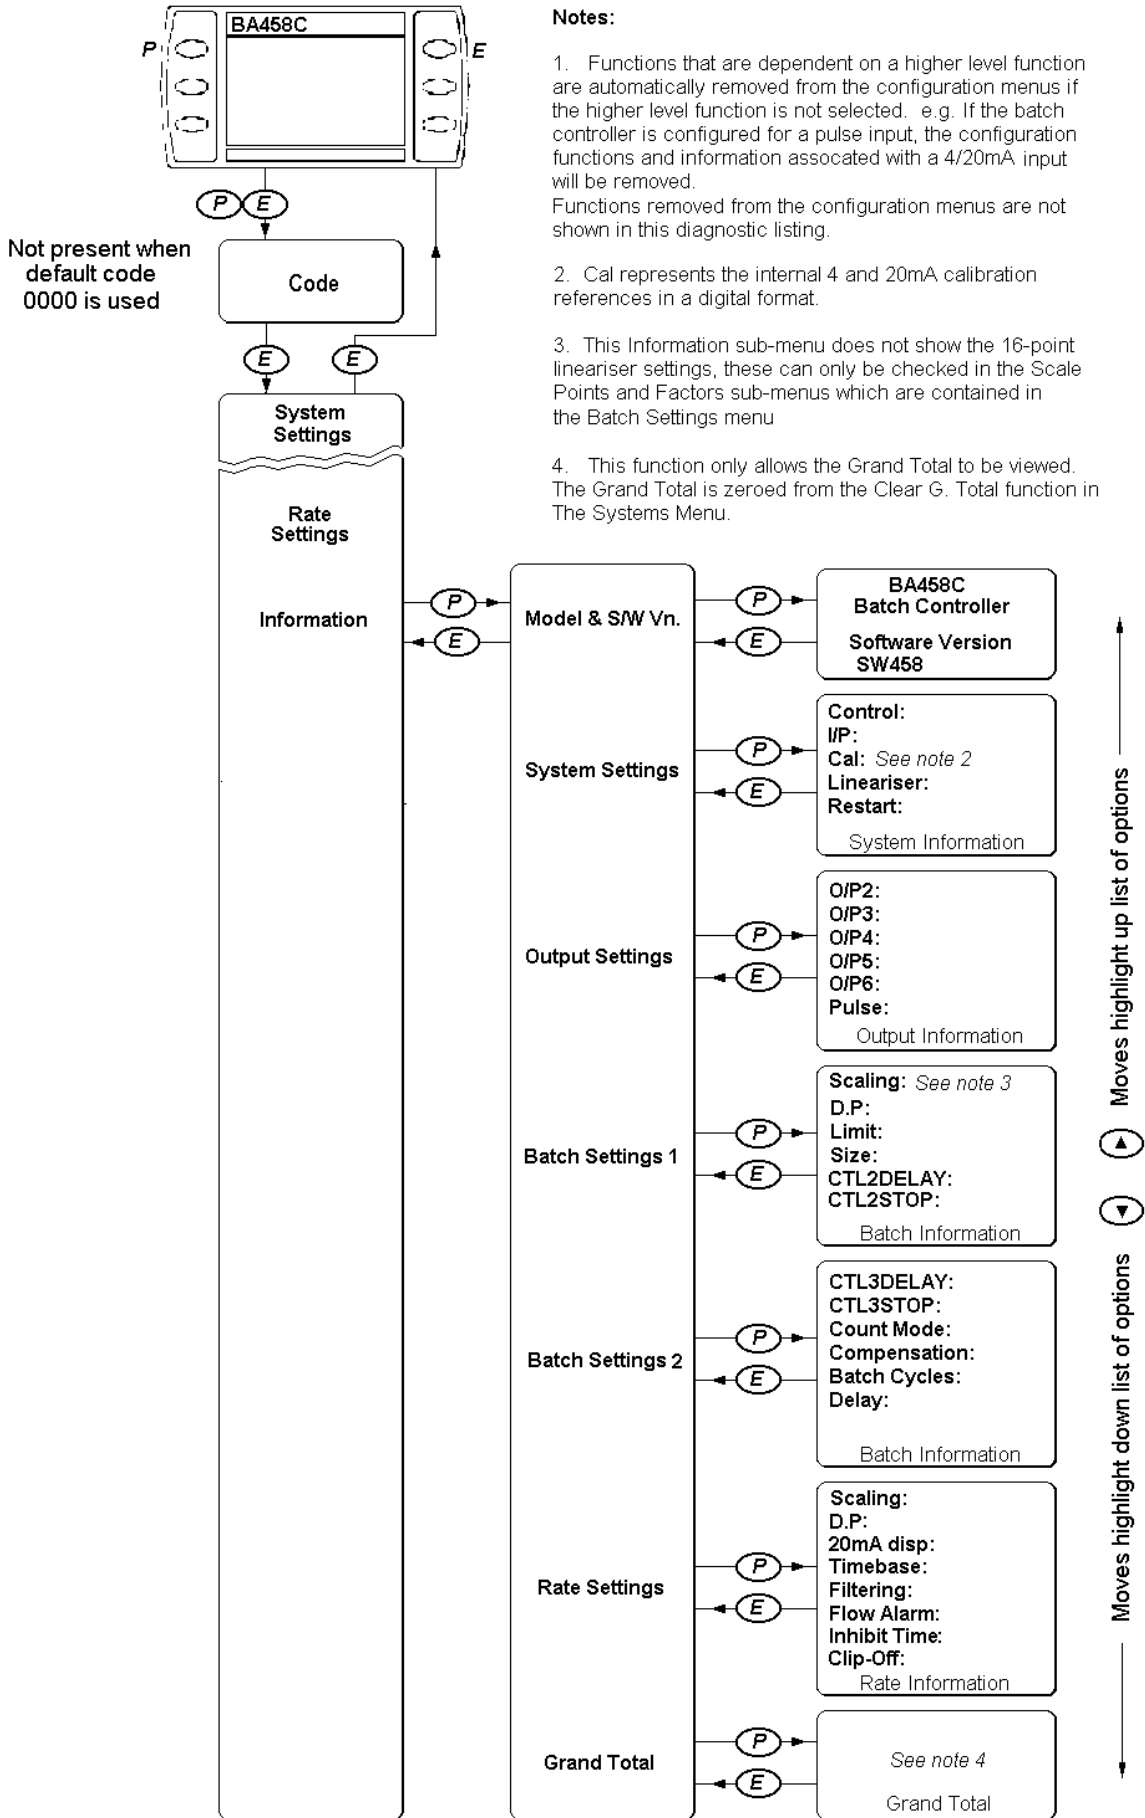 BA458C
P
E
Notes:
1. Functions that are dependent on a higher level function
are automatically removed from the configuration menus if
the higher level function is not selected. e.g. If the batch
controller is configured for a pulse input, the configuration
functions and information assocated with a 4/20mA input
will be removed.
Functions removed from the configuration menus are not
shown in this diagnostic listing.
2. Cal represents the internal 4 and 20mA calibration
references in a digital format.
3. This Information sub-menu does not show the 16-point
lineariser settings, these can only be checked in the Scale
Points and Factors sub-menus which are contained in
the Batch Settings menu
4. This function only allows the Grand Total to be viewed.
The Grand Total is zeroed from the Clear G. Total function in
The Systems Menu.
P E
Not present when
default code
0000 is used
Code
E
E
System
Settings
Rate
Settings
Information
P
E
Model & S/W Vn.
P
E
BA458C
Batch Controller
Software Version
SW458
System Settings
P
E
Control:
I/P:
Cal: See note 2
Lineariser:
Restart:
System Information
Output Settings
P
E
O/P2:
O/P3:
O/P4:
O/P5:
O/P6:
Pulse:
Output Information
Batch Settings 1
P
E
Scaling: See note 3
D.P:
Limit:
Size:
CTL2DELAY:
CTL2STOP:
Batch Information
Batch Settings 2
P
E
CTL3DELAY:
CTL3STOP:
Count Mode:
Compensation:
Batch Cycles:
Delay:
Batch Information
Rate Settings
P
E
Scaling:
D.P:
20mA disp:
Timebase:
Filtering:
Flow Alarm:
Inhibit Time:
Clip-Off:
Rate Information
Grand Total
P
E
See note 4
Grand Total
Moves highlight up list of options
Moves highlight down list of options